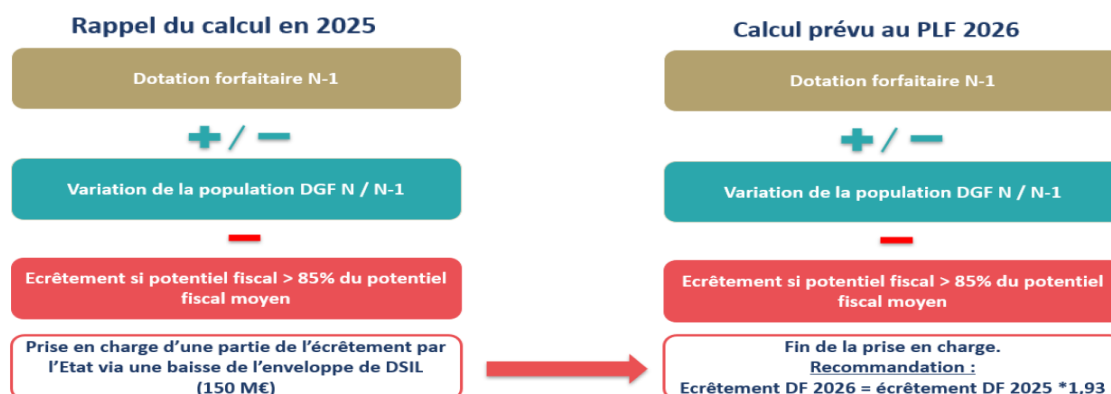 Rappel du calcul en 2025
Dotation forfaitaire N-1
+ / −
Variation de la population DGF N / N-1
−
Ecrêtement si potentiel fiscal > 85% du potentiel
fiscal moyen
Prise en charge d’une partie de l’écrêtement par
l’Etat via une baisse de l’enveloppe de DSIL
(150 M€)
Calcul prévu au PLF 2026
Dotation forfaitaire N-1
+ / −
Variation de la population DGF N / N-1
−
Ecrêtement si potentiel fiscal > 85% du potentiel
fiscal moyen
Fin de la prise en charge.
Recommandation :
Ecrêtement DF 2026 = écrêtement DF 2025 *1,93